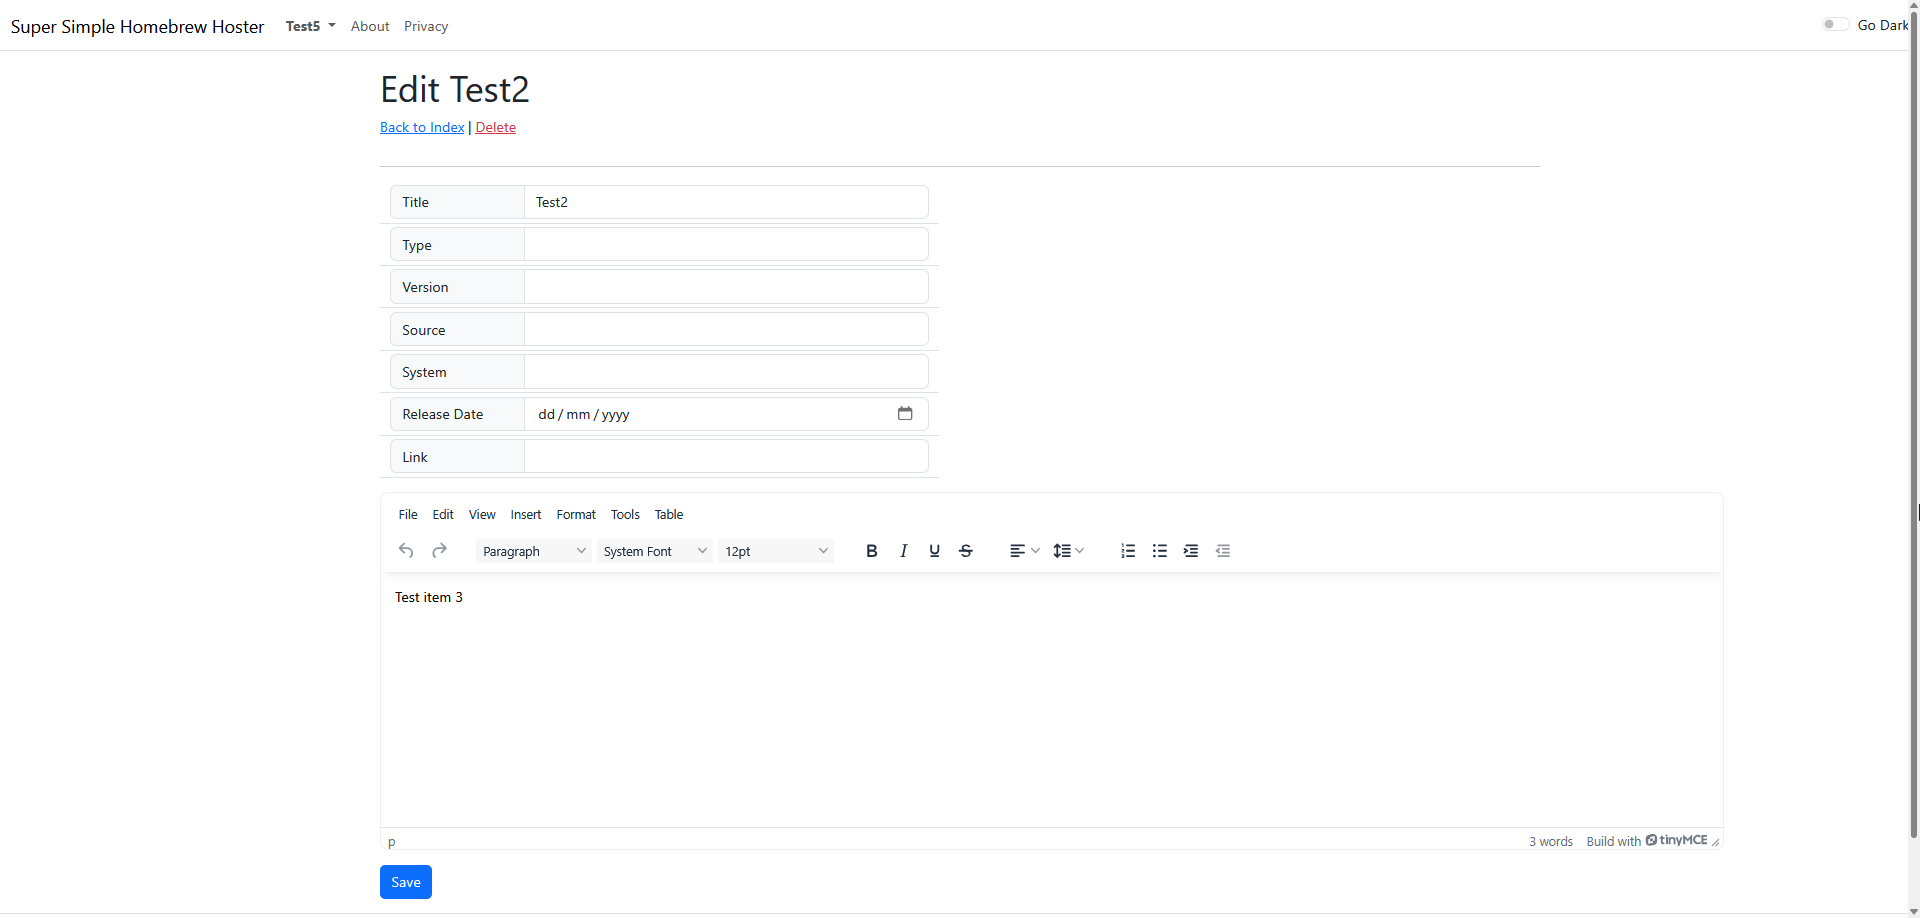 Super Simple Homebrew Hoster Test5 About Privacy Go Dark
Edit Test2
Back to Index | Delete
Title Test2
Type
Version
Source
System
Release Date dd / mm / yyyy
Link
File Edit View Insert Format Tools Table
Paragraph System Font 12pt B I U S
Test item 3
p 3 words Build with tinyMCE
Save